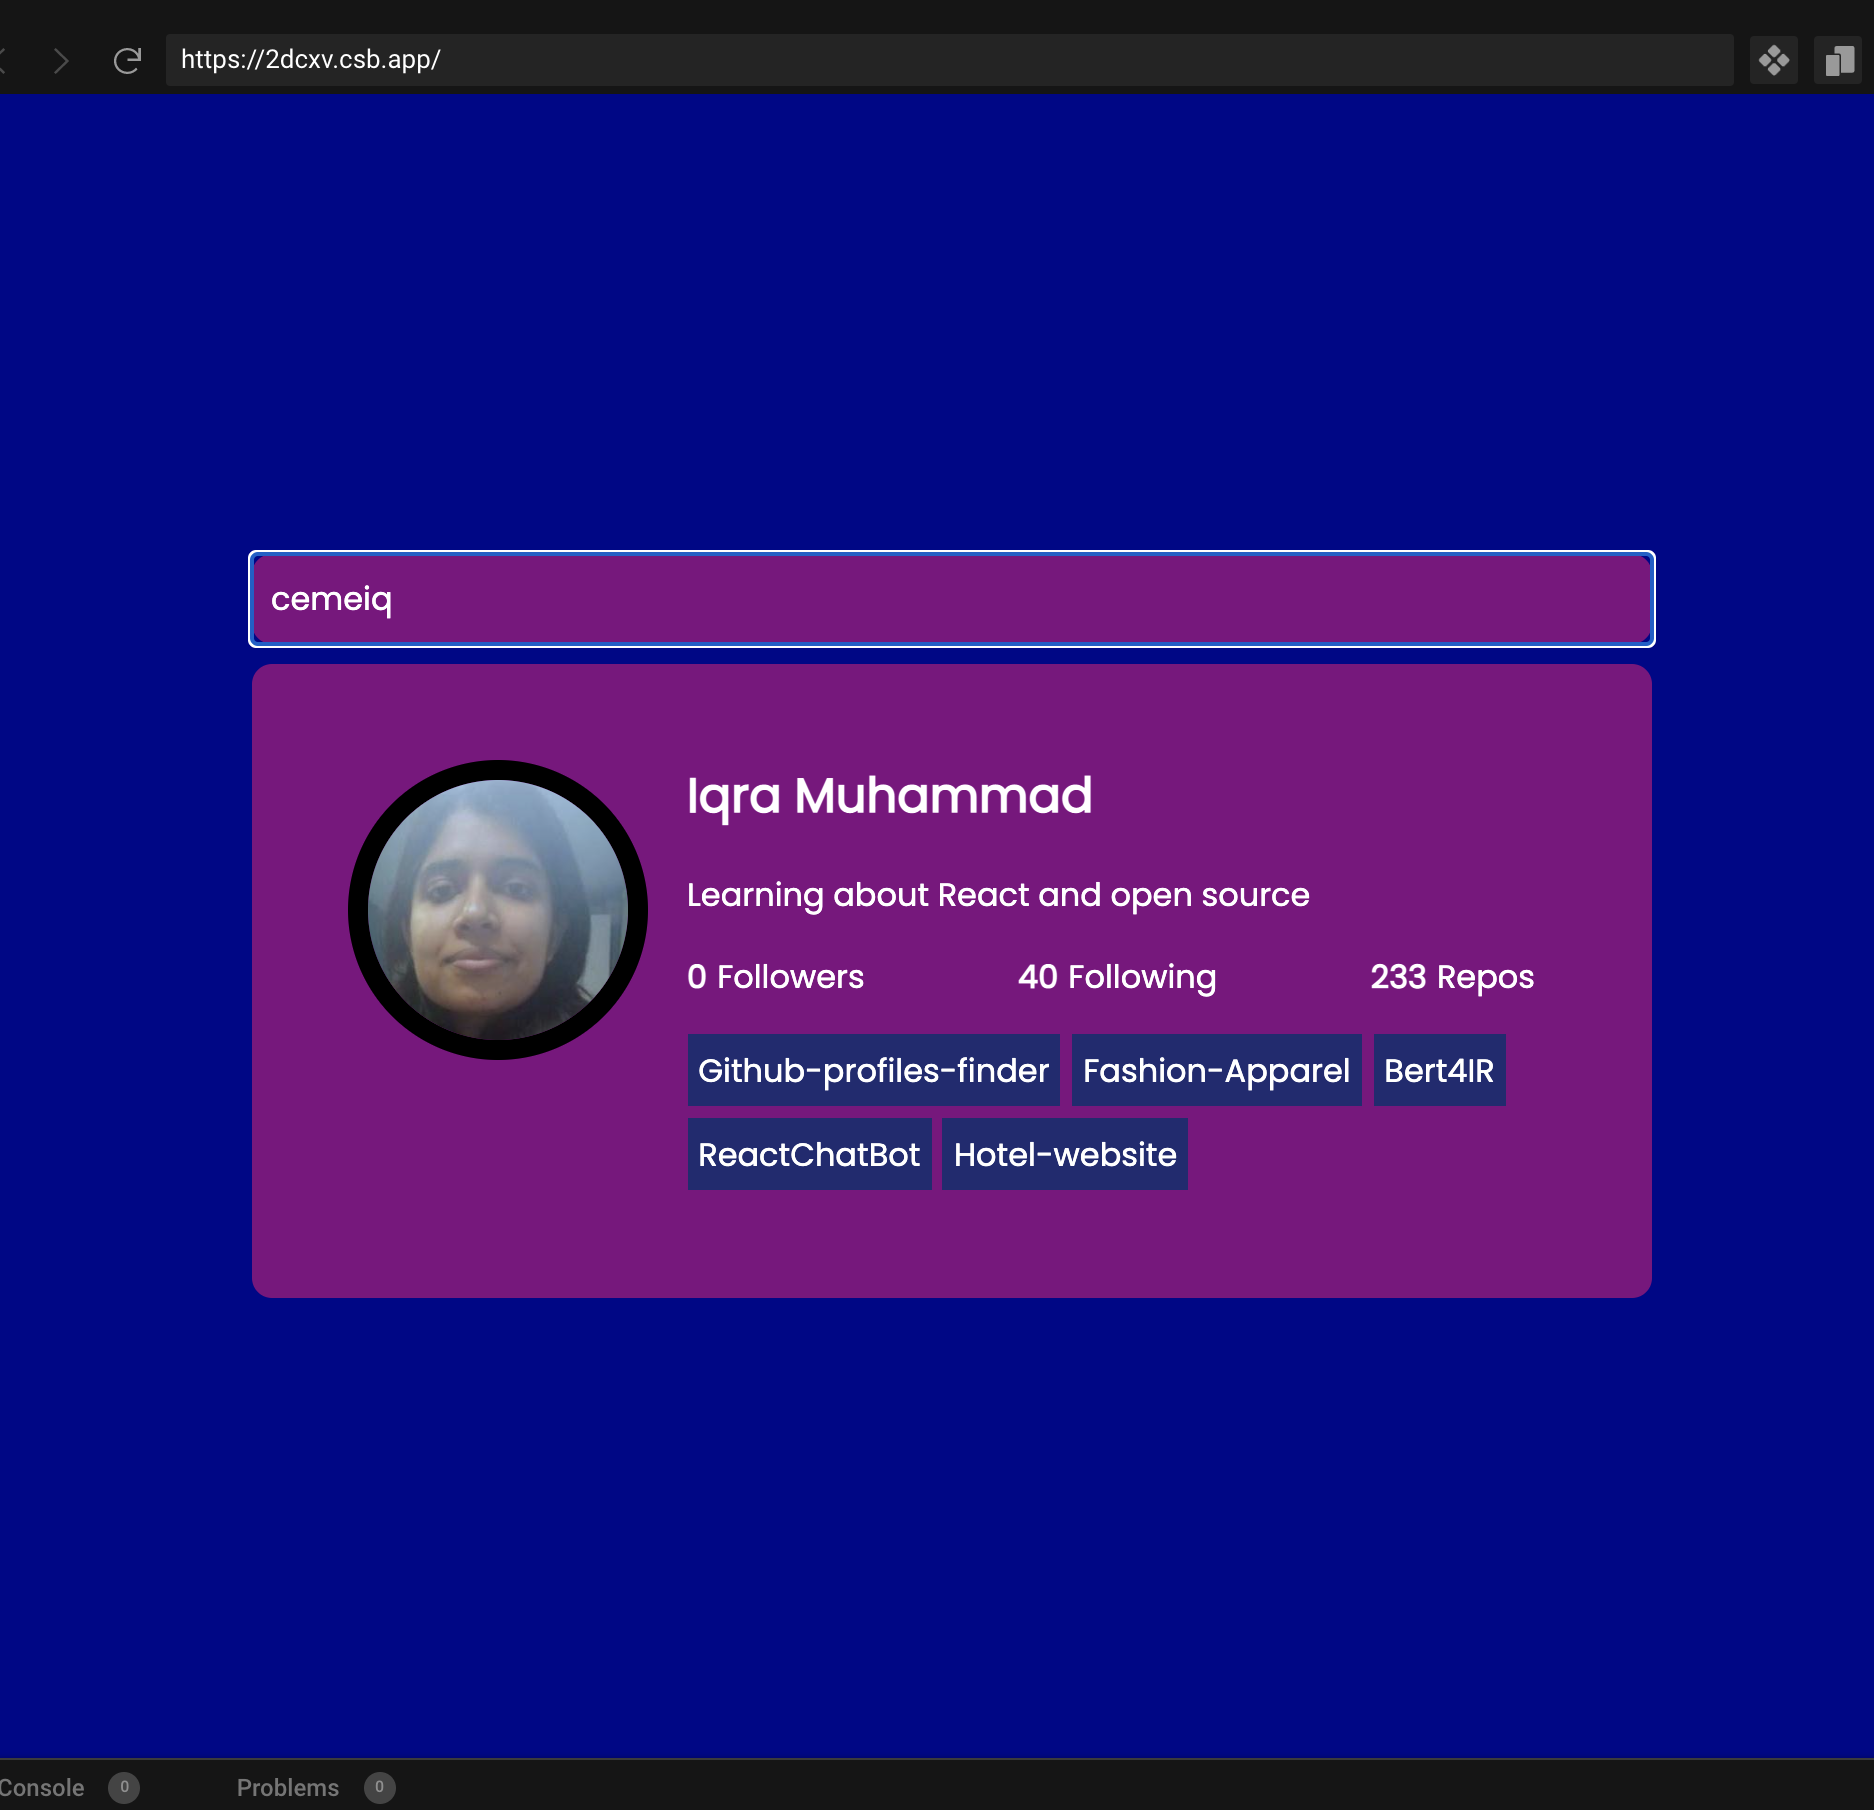 https://2dcxv.csb.app/
cemeiq
Iqra Muhammad
Learning about React and open source
0 Followers 40 Following 233 Repos
Github-profiles-finder Fashion-Apparel Bert4IR
ReactChatBot Hotel-website
Console 0 Problems 0